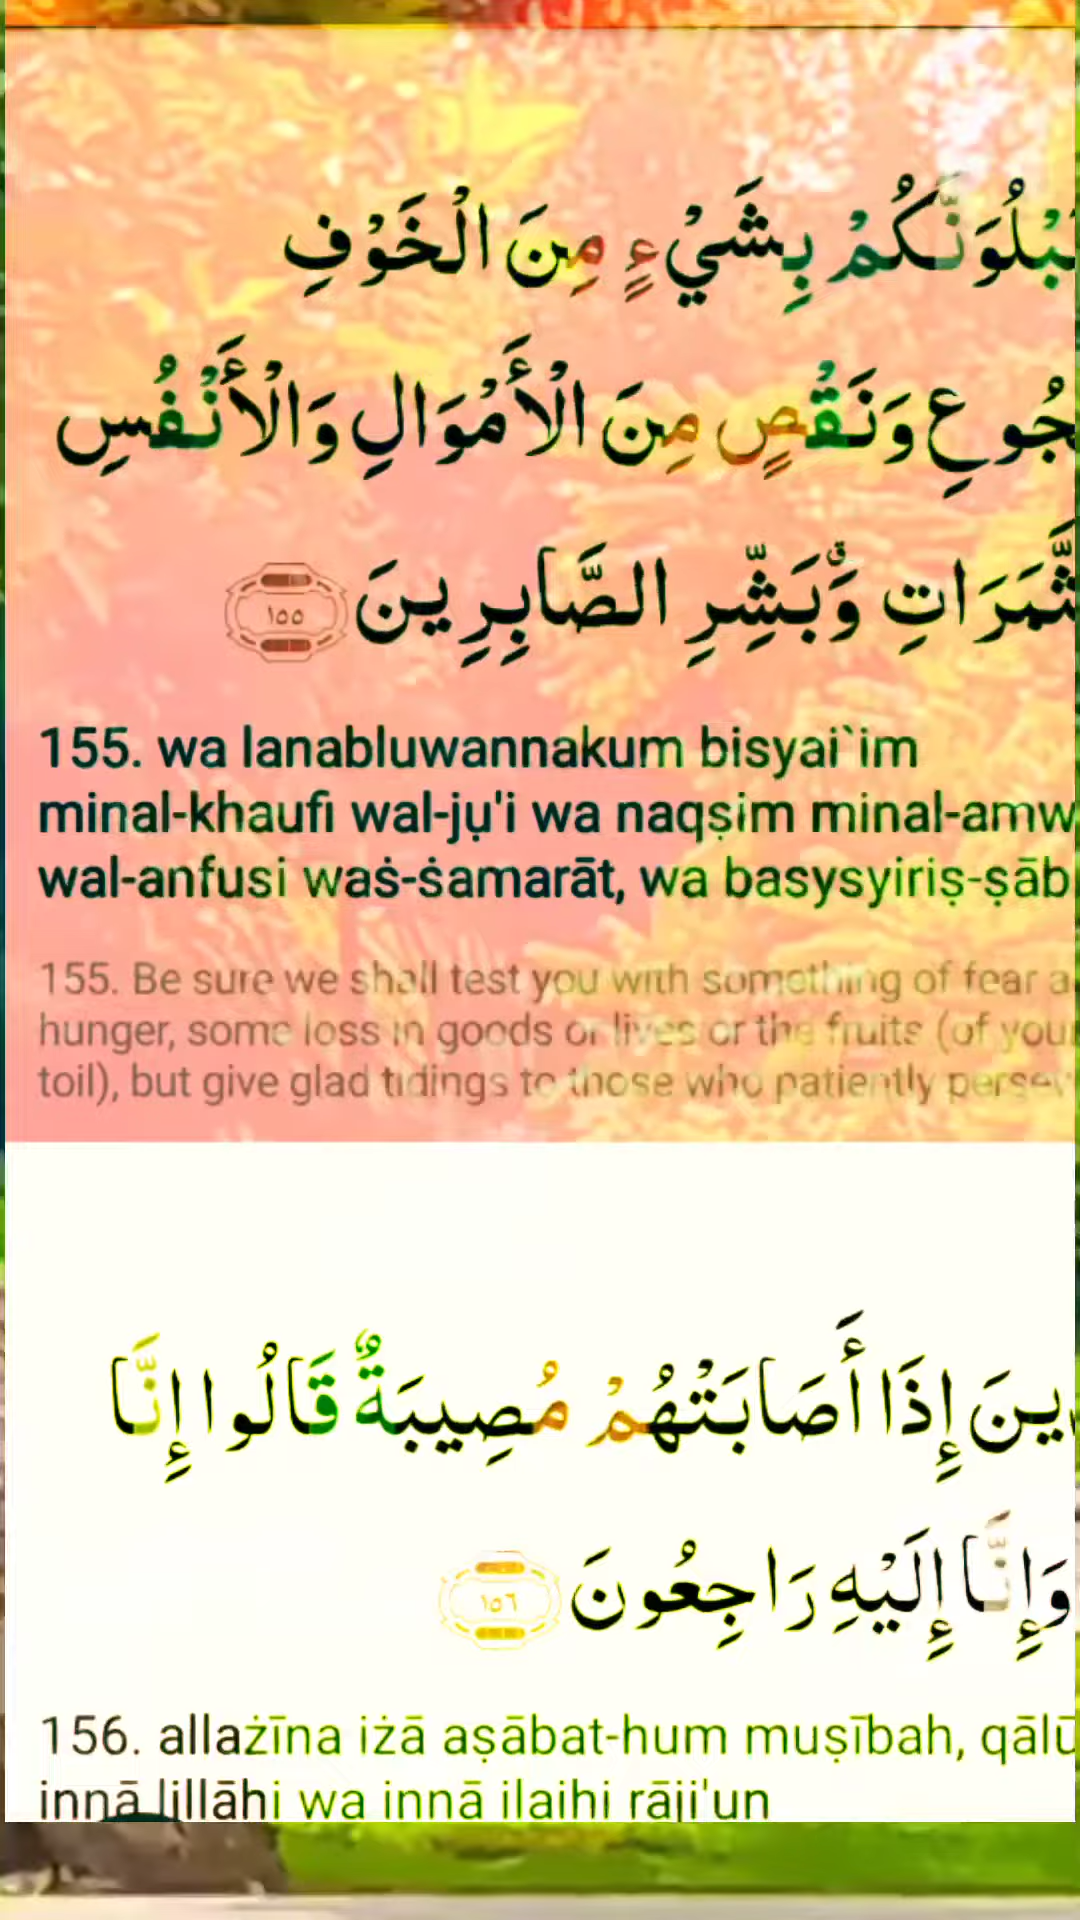 بْلُوَنَّكُمْ بِشَيْءٍ مِنَ الْخَوْفِ
جُوعِ وَنَقْصٍ مِنَ الْأَمْوَالِ وَالْأَنْفُسِ
ثَّمَرَاتِ ۗ وَبَشِّرِ الصَّابِرِينَ ١٥٥
155. wa lanabluwannakum bisyai`im
minal-khaufi wal-jụ'i wa naqṣim minal-amw
wal-anfusi waṡ-ṡamarāt, wa basysyiriṣ-ṣāb
155. Be sure we shall test you with something of fear a
hunger, some loss in goods or lives or the fruits (of your
toil), but give glad tidings to those who patiently persev
ينَ إِذَا أَصَابَتْهُمْ مُصِيبَةٌ قَالُوا إِنَّا
وَإِنَّا إِلَيْهِ رَاجِعُونَ ١٥٦
156. allażīna iżā aṣābat-hum muṣībah, qālū
innā lillāhi wa innā ilaihi rāji'ụn